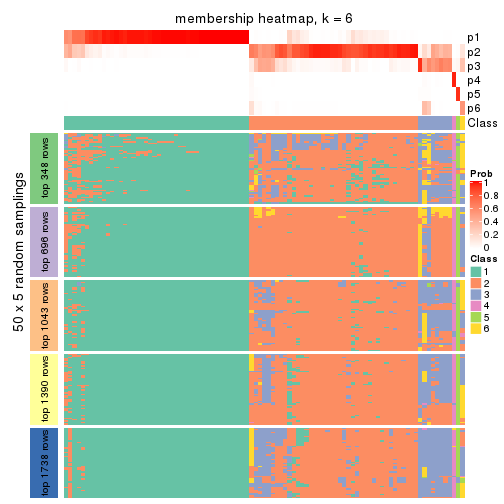 membership heatmap, k = 6
p1
p2
p3
p4
p5
p6
Class
50 x 5 random samplings
top 348 rows
top 696 rows
top 1043 rows
top 1390 rows
top 1738 rows
Prob
1
0.8
0.6
0.4
0.2
0
Class
1
2
3
4
5
6